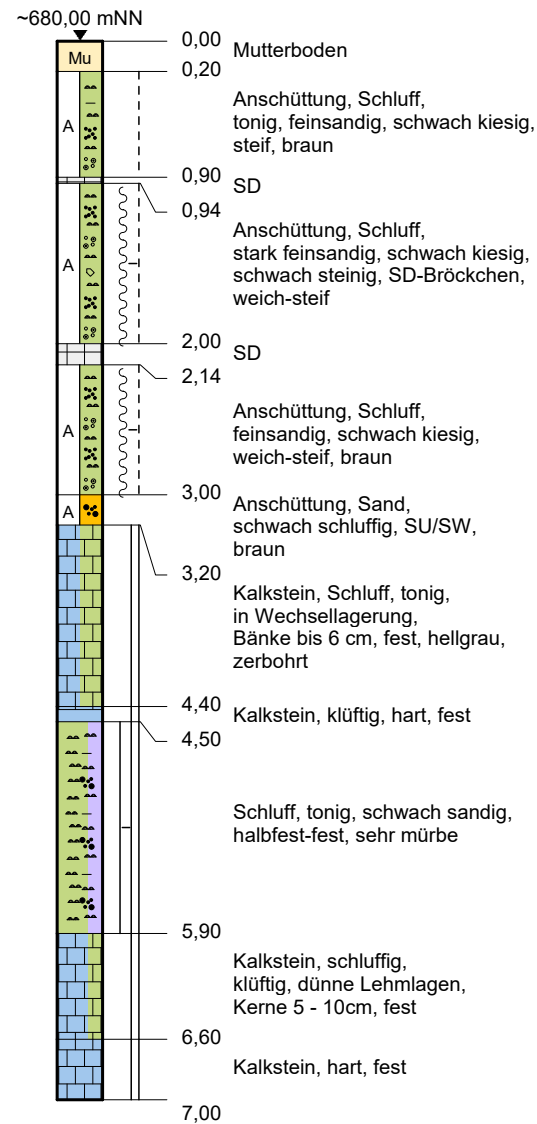 ~680,00 mNN
0,00
Mutterboden
Mu
0,20
Anschüttung, Schluff,
tonig, feinsandig, schwach kiesig,
steif, braun
A
0,90
SD
0,94
Anschüttung, Schluff,
stark feinsandig, schwach kiesig,
schwach steinig, SD-Bröckchen,
weich-steif
A
2,00
SD
2,14
Anschüttung, Schluff,
feinsandig, schwach kiesig,
weich-steif, braun
A
3,00
Anschüttung, Sand,
schwach schluffig, SU/SW,
braun
A
3,20
Kalkstein, Schluff, tonig,
in Wechsellagerung,
Bänke bis 6 cm, fest, hellgrau,
zerbohrt
4,40
Kalkstein, klüftig, hart, fest
4,50
Schluff, tonig, schwach sandig,
halbfest-fest, sehr mürbe
5,90
Kalkstein, schluffig,
klüftig, dünne Lehmlagen,
Kerne 5 - 10cm, fest
6,60
Kalkstein, hart, fest
7,00